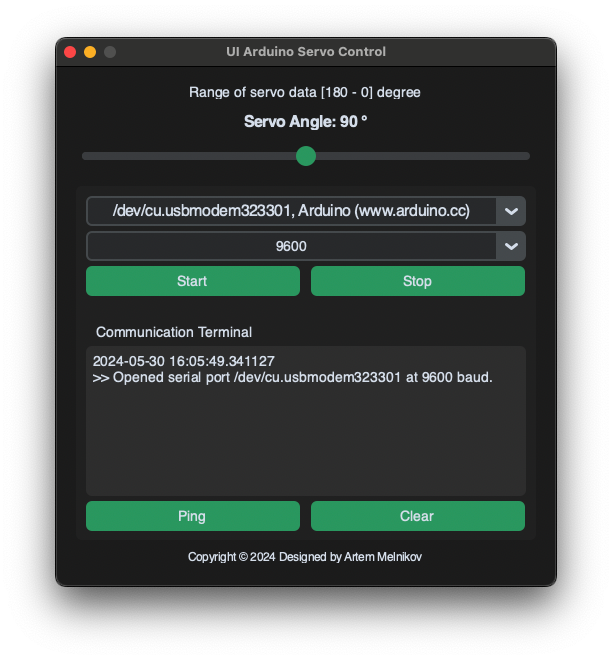 UI Arduino Servo Control
Range of servo data [180 - 0] degree
Servo Angle: 90 °
/dev/cu.usbmodem323301, Arduino (www.arduino.cc)
9600
Start
Stop
Communication Terminal
2024-05-30 16:05:49.341127
>> Opened serial port /dev/cu.usbmodem323301 at 9600 baud.
Ping
Clear
Copyright © 2024 Designed by Artem Melnikov